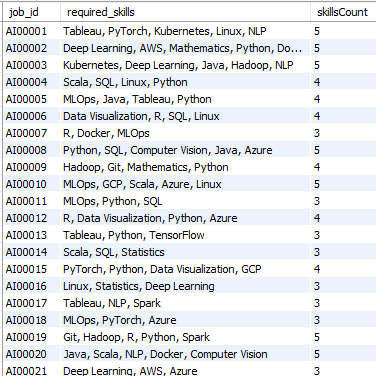 job_id required_skills skillsCount
AI00001 Tableau, PyTorch, Kubernetes, Linux, NLP 5
AI00002 Deep Learning, AWS, Mathematics, Python, Do... 5
AI00003 Kubernetes, Deep Learning, Java, Hadoop, NLP 5
AI00004 Scala, SQL, Linux, Python 4
AI00005 MLOps, Java, Tableau, Python 4
AI00006 Data Visualization, R, SQL, Linux 4
AI00007 R, Docker, MLOps 3
AI00008 Python, SQL, Computer Vision, Java, Azure 5
AI00009 Hadoop, Git, Mathematics, Python 4
AI00010 MLOps, GCP, Scala, Azure, Linux 5
AI00011 MLOps, Python, SQL 3
AI00012 R, Data Visualization, Python, Azure 4
AI00013 Tableau, Python, TensorFlow 3
AI00014 Scala, SQL, Statistics 3
AI00015 PyTorch, Python, Data Visualization, GCP 4
AI00016 Linux, Statistics, Deep Learning 3
AI00017 Tableau, NLP, Spark 3
AI00018 MLOps, PyTorch, Azure 3
AI00019 Git, Hadoop, R, Python, Spark 5
AI00020 Java, Scala, NLP, Docker, Computer Vision 5
AI00021 Deep Learning, AWS, Azure 3